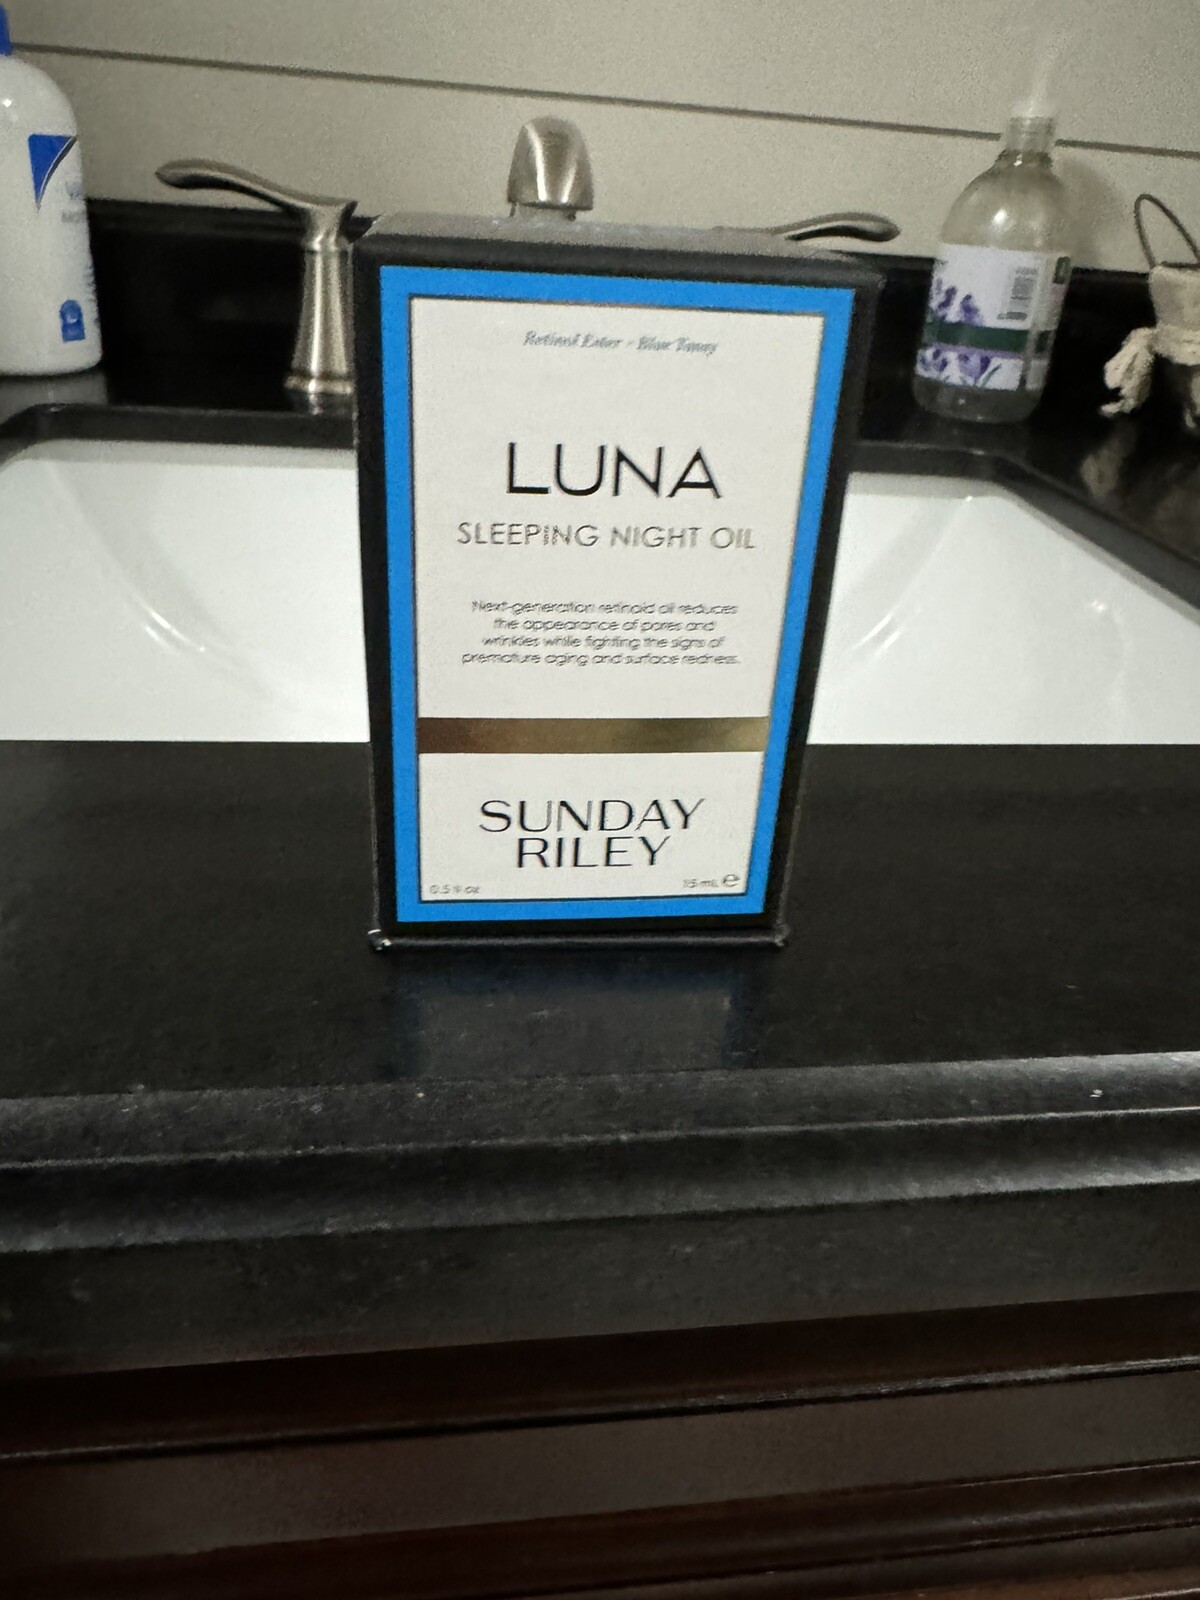 Retinol Ester - Blue Tansy
LUNA
SLEEPING NIGHT OIL
Next-generation retinoid oil reduces
the appearance of pores and
wrinkles while fighting the signs of
premature aging and surface redness.
SUNDAY
RILEY
0.5 fl oz
15 mL ℮